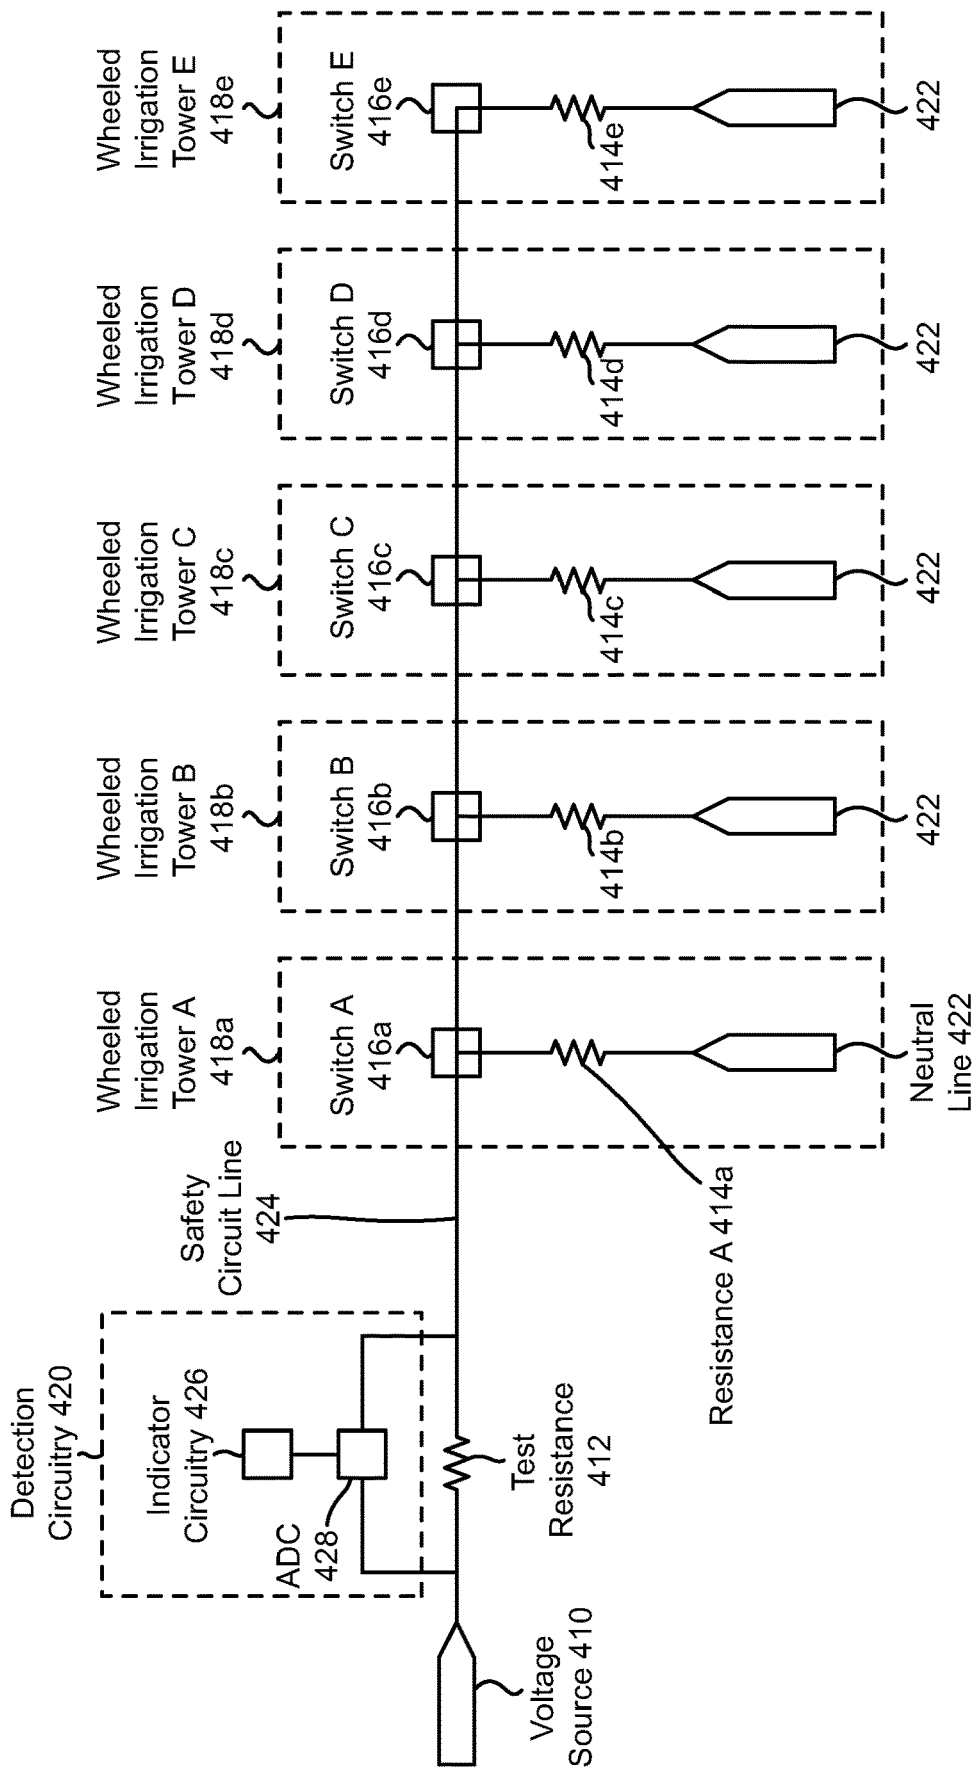 Detection
Circuitry 420
Indicator
Circuitry 426
ADC
428
Voltage
Source 410
Test
Resistance
412
Safety
Circuit Line
424
Wheeled
Irrigation
Tower A
418a
Switch A
416a
Resistance A 414a
Neutral
Line 422
Wheeled
Irrigation
Tower B
418b
Switch B
416b
414b
422
Wheeled
Irrigation
Tower C
418c
Switch C
416c
414c
422
Wheeled
Irrigation
Tower D
418d
Switch D
416d
414d
422
Wheeled
Irrigation
Tower E
418e
Switch E
416e
414e
422